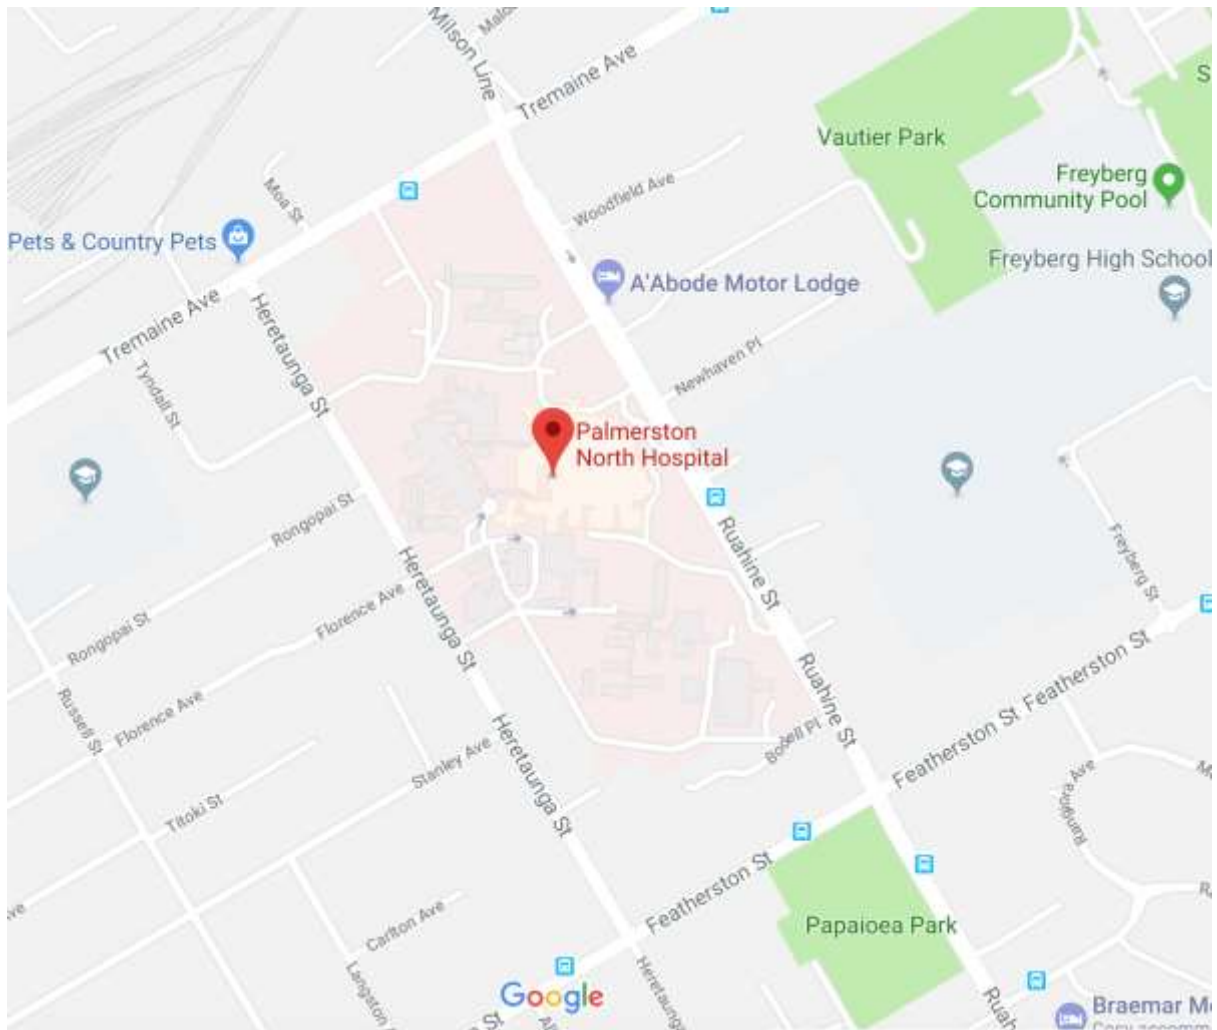 Milson Line
Tremaine Ave
Vautier Park
Freyberg
Community Pool
Moa St
Woodfield Ave
Pets & Country Pets
Freyberg High School
A'Abode Motor Lodge
Tremaine Ave
Heretaunga St
Tyndall St
Newhaven Pl
Palmerston
North Hospital
Rongopai St
Ruahine St
Freyberg St
Heretaunga St
Florence Ave
Rongopai St
Ruahine St
Featherston St
Featherston St
Russell St
Florence Ave
Heretaunga St
Stanley Ave
Titoki St
Featherston St
Papaioea Park
Carlton Ave
Langston
Google
Braemar